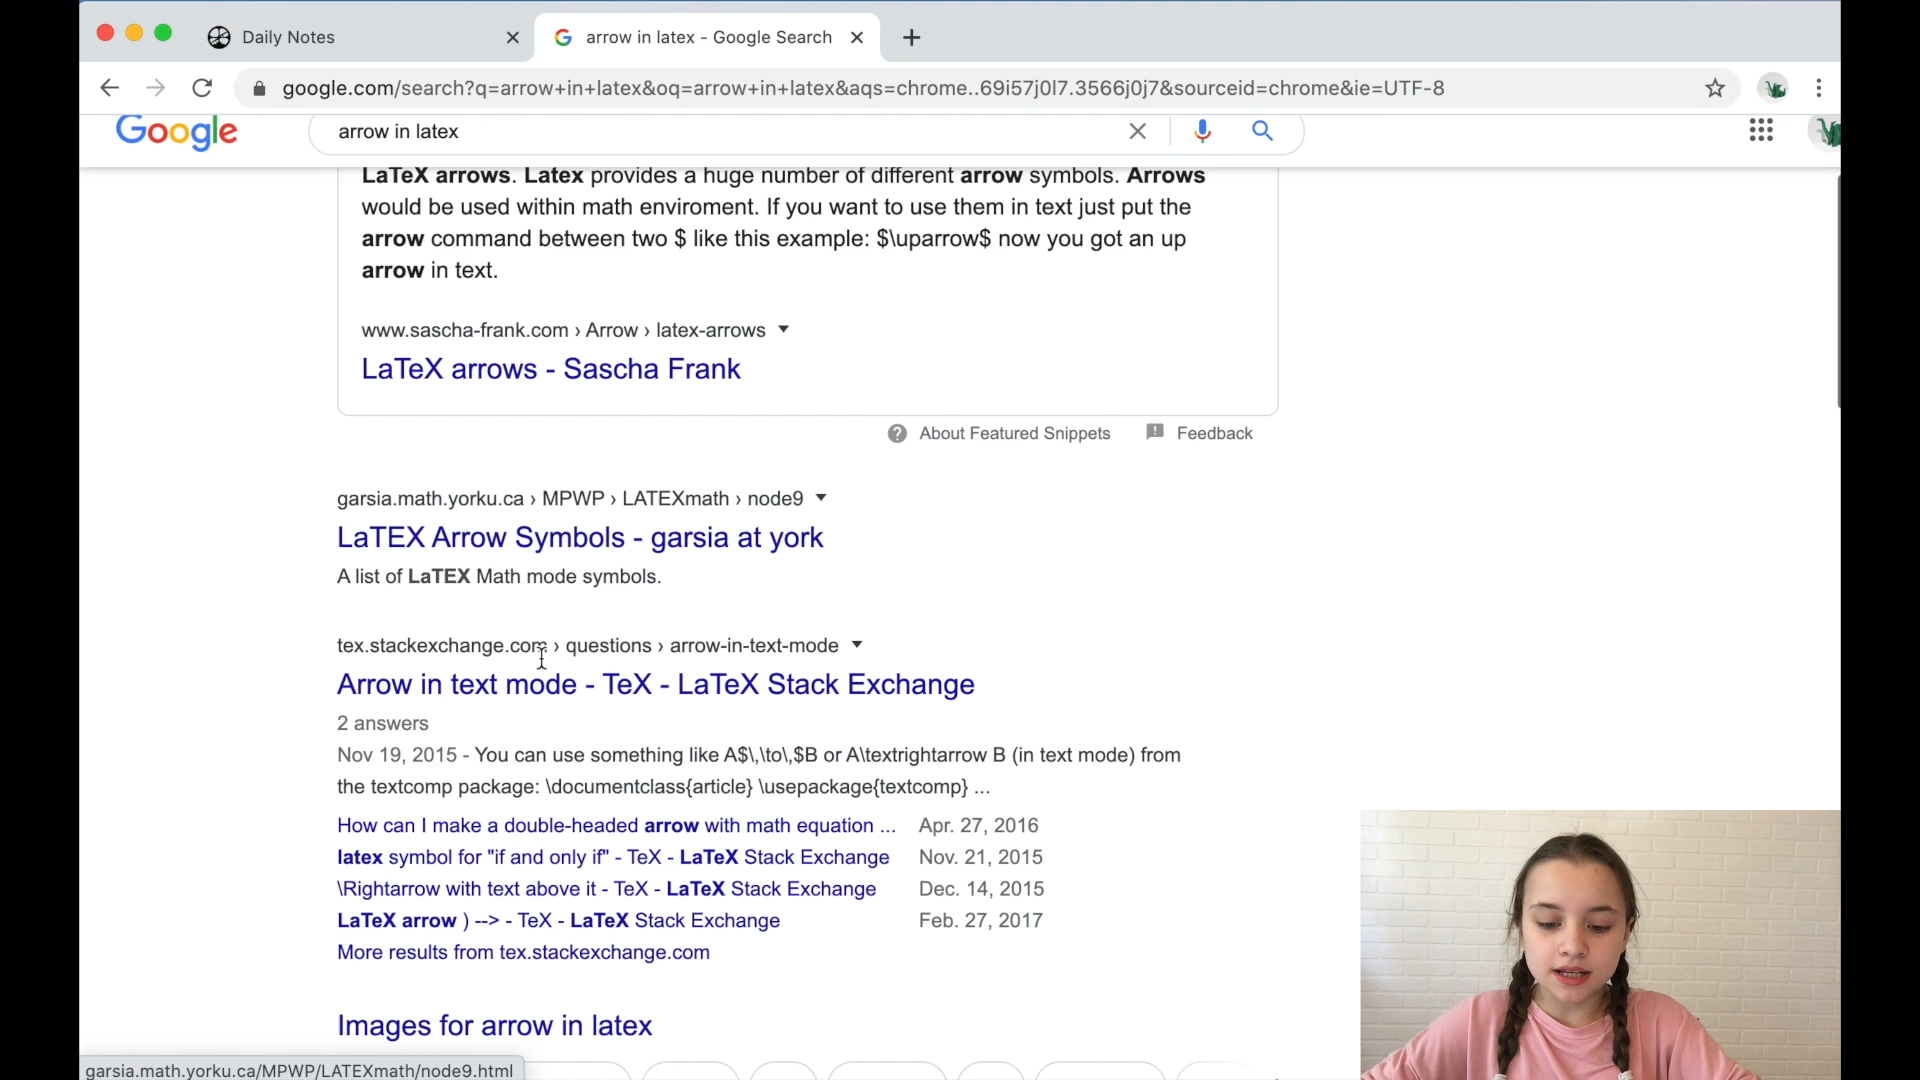 Daily Notes
arrow in latex - Google Search
google.com/search?q=arrow+in+latex&oq=arrow+in+latex&aqs=chrome..69i57j0l7.3566j0j7&sourceid=chrome&ie=UTF-8
Google
arrow in latex
LaTeX arrows. Latex provides a huge number of different arrow symbols. Arrows
would be used within math enviroment. If you want to use them in text just put the
arrow command between two $ like this example: $\uparrow$ now you got an up
arrow in text.
www.sascha-frank.com › Arrow › latex-arrows
LaTeX arrows - Sascha Frank
About Featured Snippets
Feedback
garsia.math.yorku.ca › MPWP › LATEXmath › node9
LaTEX Arrow Symbols - garsia at york
A list of LaTEX Math mode symbols.
tex.stackexchange.com › questions › arrow-in-text-mode
Arrow in text mode - TeX - LaTeX Stack Exchange
2 answers
Nov 19, 2015 - You can use something like A$\,\to\,$B or A\textrightarrow B (in text mode) from
the textcomp package: \documentclass{article} \usepackage{textcomp} ...
How can I make a double-headed arrow with math equation ... Apr. 27, 2016
latex symbol for "if and only if" - TeX - LaTeX Stack Exchange Nov. 21, 2015
\Rightarrow with text above it - TeX - LaTeX Stack Exchange Dec. 14, 2015
LaTeX arrow ) --> - TeX - LaTeX Stack Exchange Feb. 27, 2017
More results from tex.stackexchange.com
Images for arrow in latex
garsia.math.yorku.ca/MPWP/LATEXmath/node9.html